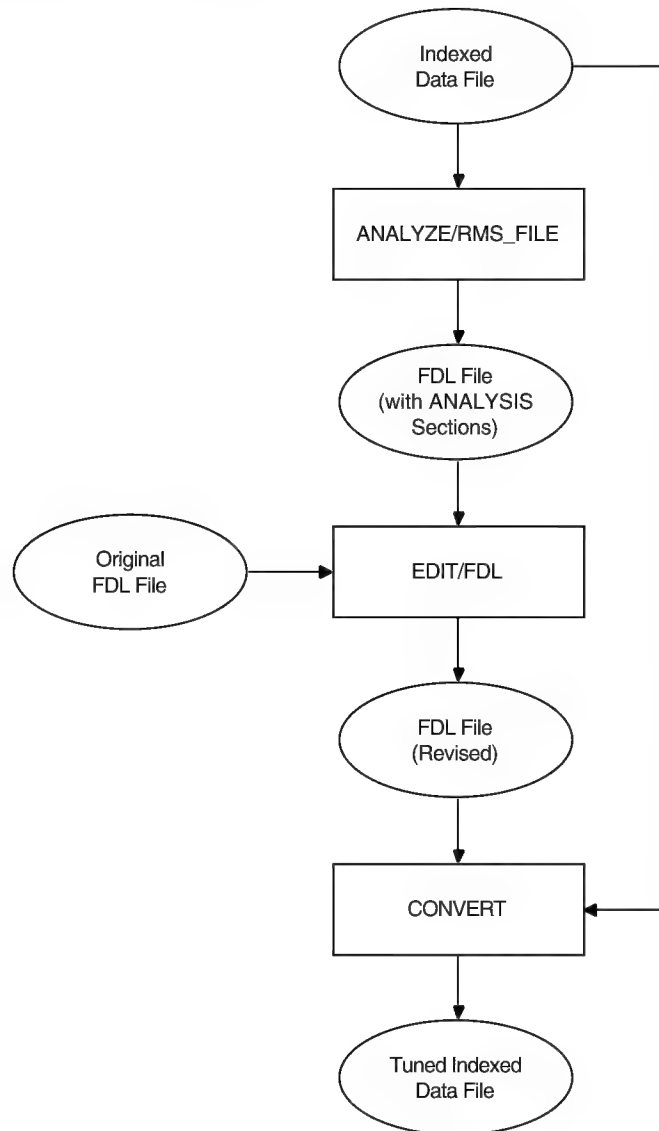 Indexed
Data File
ANALYZE/RMS_FILE
FDL File
(with ANALYSIS
Sections)
Original
FDL File
EDIT/FDL
FDL File
(Revised)
CONVERT
Tuned Indexed
Data File